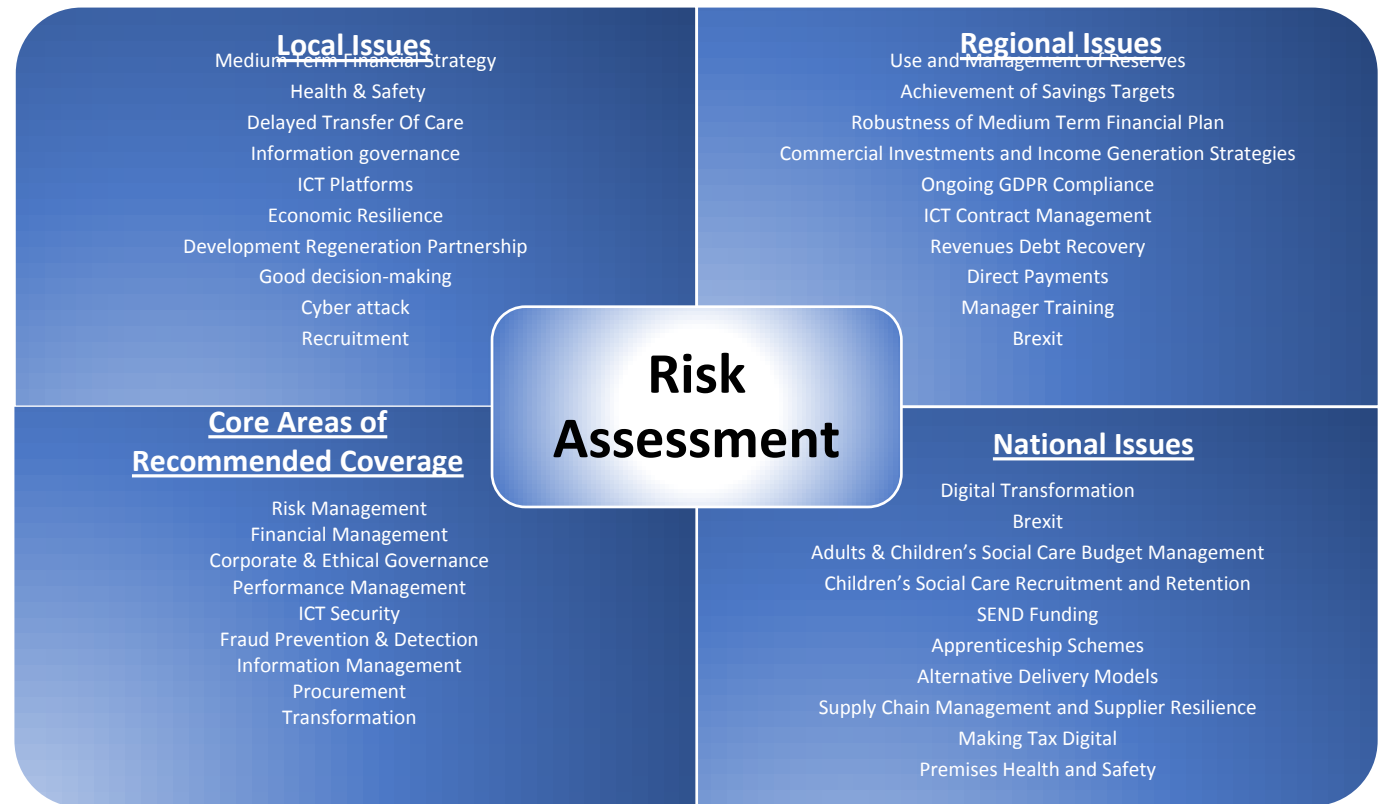 Local Issues
Medium Term Financial Strategy
Health & Safety
Delayed Transfer Of Care
Information governance
ICT Platforms
Economic Resilience
Development Regeneration Partnership
Good decision-making
Cyber attack
Recruitment
Regional Issues
Use and Management of Reserves
Achievement of Savings Targets
Robustness of Medium Term Financial Plan
Commercial Investments and Income Generation Strategies
Ongoing GDPR Compliance
ICT Contract Management
Revenues Debt Recovery
Direct Payments
Manager Training
Brexit
Risk
Assessment
Core Areas of
Recommended Coverage
Risk Management
Financial Management
Corporate & Ethical Governance
Performance Management
ICT Security
Fraud Prevention & Detection
Information Management
Procurement
Transformation
National Issues
Digital Transformation
Brexit
Adults & Children’s Social Care Budget Management
Children’s Social Care Recruitment and Retention
SEND Funding
Apprenticeship Schemes
Alternative Delivery Models
Supply Chain Management and Supplier Resilience
Making Tax Digital
Premises Health and Safety